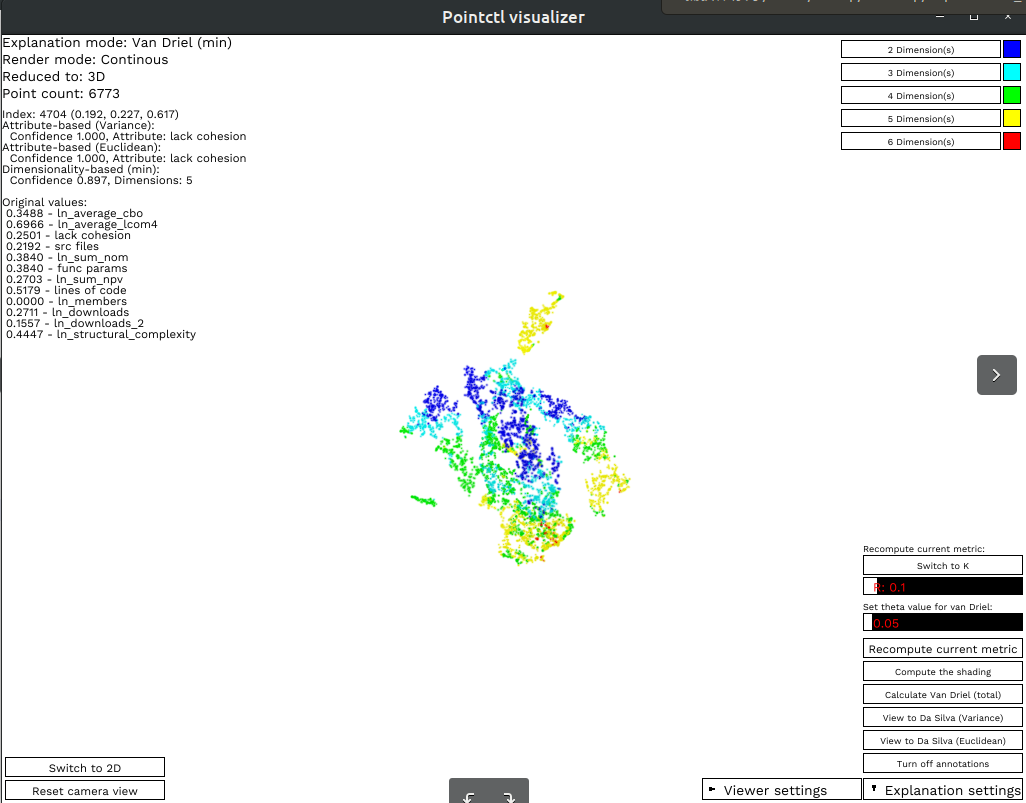 Pointctl visualizer
Explanation mode: Van Driel (min)
Render mode: Continous
Reduced to: 3D
Point count: 6773
Index: 4704 (0.192, 0.227, 0.617)
Attribute-based (Variance):
Confidence 1.000, Attribute: lack cohesion
Attribute-based (Euclidean):
Confidence 1.000, Attribute: lack cohesion
Dimensionality-based (min):
Confidence 0.897, Dimensions: 5
Original values:
0.3488 - ln_average_cbo
0.6966 - ln_average_lcom4
0.2501 - lack cohesion
0.2192 - src files
0.3840 - ln_sum_nom
0.3840 - func params
0.2703 - ln_sum_npv
0.5179 - lines of code
0.0000 - ln_members
0.2711 - ln_downloads
0.1557 - ln_downloads_2
0.4447 - ln_structural_complexity
2 Dimension(s)
3 Dimension(s)
4 Dimension(s)
5 Dimension(s)
6 Dimension(s)
Recompute current metric:
Switch to K
R: 0.1
Set theta value for van Driel:
0.05
Recompute current metric
Compute the shading
Calculate Van Driel (total)
View to Da Silva (Variance)
View to Da Silva (Euclidean)
Turn off annotations
Switch to 2D
Reset camera view
Viewer settings
Explanation settings